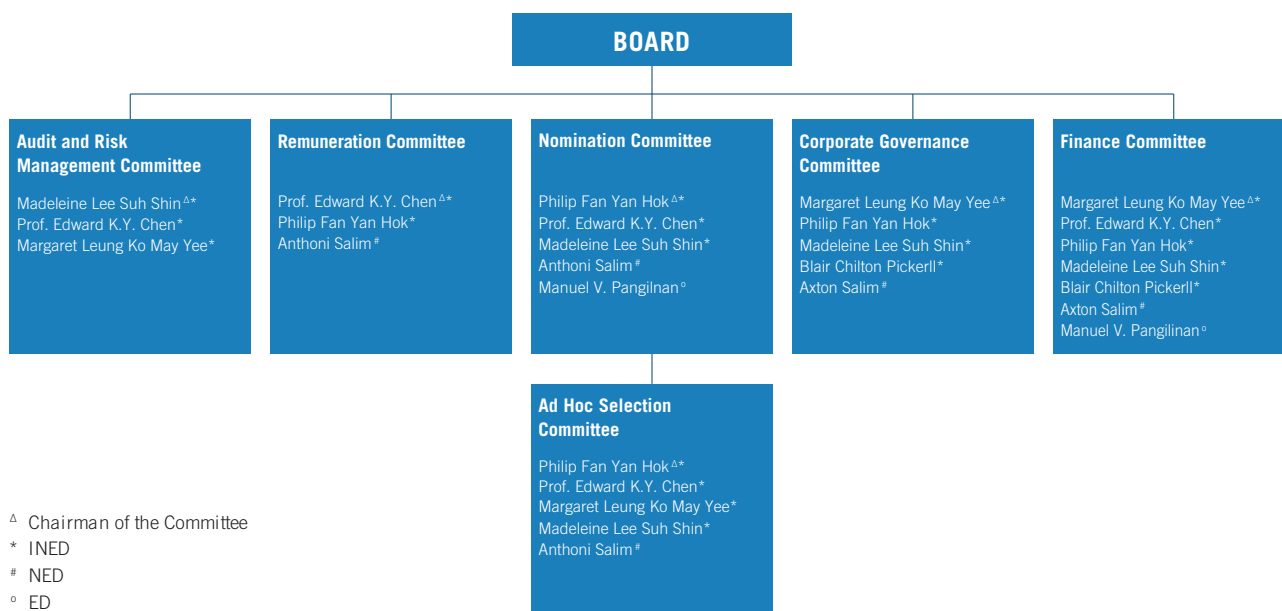 BOARD
Audit and Risk
Management Committee
Madeleine Lee Suh Shin Δ*
Prof. Edward K.Y. Chen*
Margaret Leung Ko May Yee*
Remuneration Committee
Prof. Edward K.Y. Chen Δ*
Philip Fan Yan Hok*
Anthoni Salim #
Nomination Committee
Philip Fan Yan Hok Δ*
Prof. Edward K.Y. Chen*
Madeleine Lee Suh Shin*
Anthoni Salim #
Manuel V. Pangilnan o
Corporate Governance
Committee
Margaret Leung Ko May Yee Δ*
Philip Fan Yan Hok*
Madeleine Lee Suh Shin*
Blair Chilton Pickerll*
Axton Salim #
Finance Committee
Margaret Leung Ko May Yee Δ*
Prof. Edward K.Y. Chen*
Philip Fan Yan Hok*
Madeleine Lee Suh Shin*
Blair Chilton Pickerll*
Axton Salim #
Manuel V. Pangilinan o
Ad Hoc Selection
Committee
Philip Fan Yan Hok Δ*
Prof. Edward K.Y. Chen*
Margaret Leung Ko May Yee*
Madeleine Lee Suh Shin*
Anthoni Salim #
Δ Chairman of the Committee
* INED
# NED
o ED